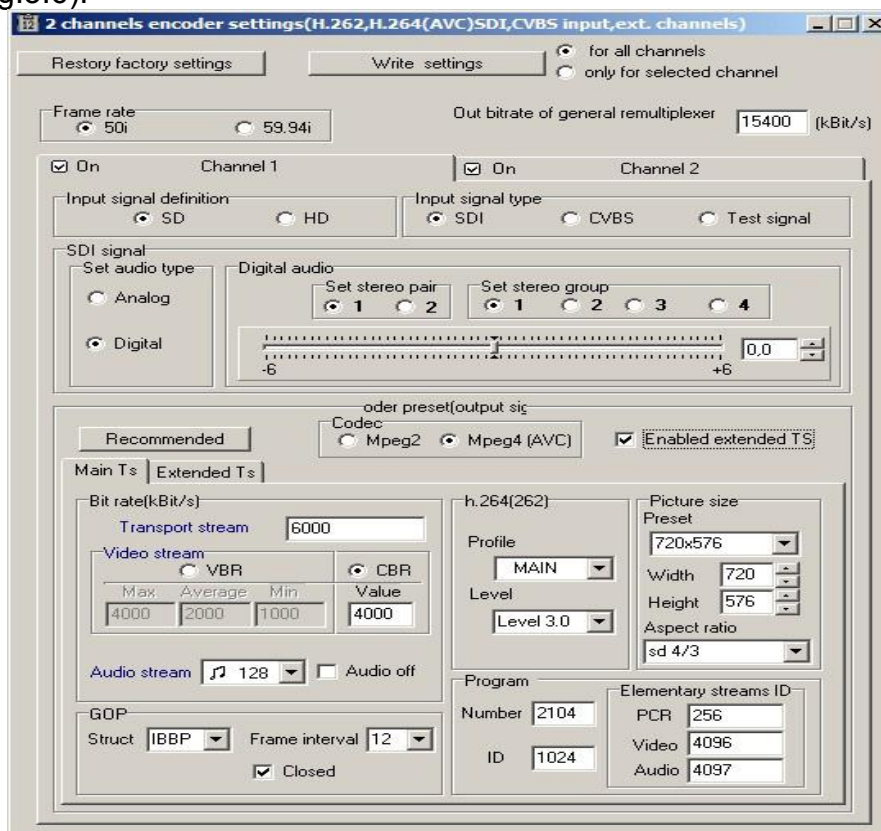 2 channels encoder settings(H.262,H.264(AVC)SDI,CVBS input,ext. channels)
Restory factory settings
Write settings
for all channels
only for selected channel
Frame rate
50i 59.94i
Out bitrate of general remultiplexer 15400 (kBit/s)
On Channel 1
On Channel 2
Input signal definition
SD HD
Input signal type
SDI CVBS Test signal
SDI signal
Set audio type
Analog
Digital
Digital audio
Set stereo pair
1 2
Set stereo group
1 2 3 4
-6 +6
0,0
oder preset(output sig
Recommended
Codec
Mpeg2 Mpeg4 (AVC)
Enabled extended TS
Main Ts Extended Ts
Bit rate(kBit/s)
Transport stream 6000
Video stream
VBR CBR
Max Average Min Value
4000 2000 1000 4000
Audio stream 128 Audio off
GOP
Struct IBBP Frame interval 12
Closed
h.264(262)
Profile
MAIN
Level
Level 3.0
Picture size
Preset
720x576
Width 720
Height 576
Aspect ratio
sd 4/3
Program
Number 2104
ID 1024
Elementary streams ID
PCR 256
Video 4096
Audio 4097